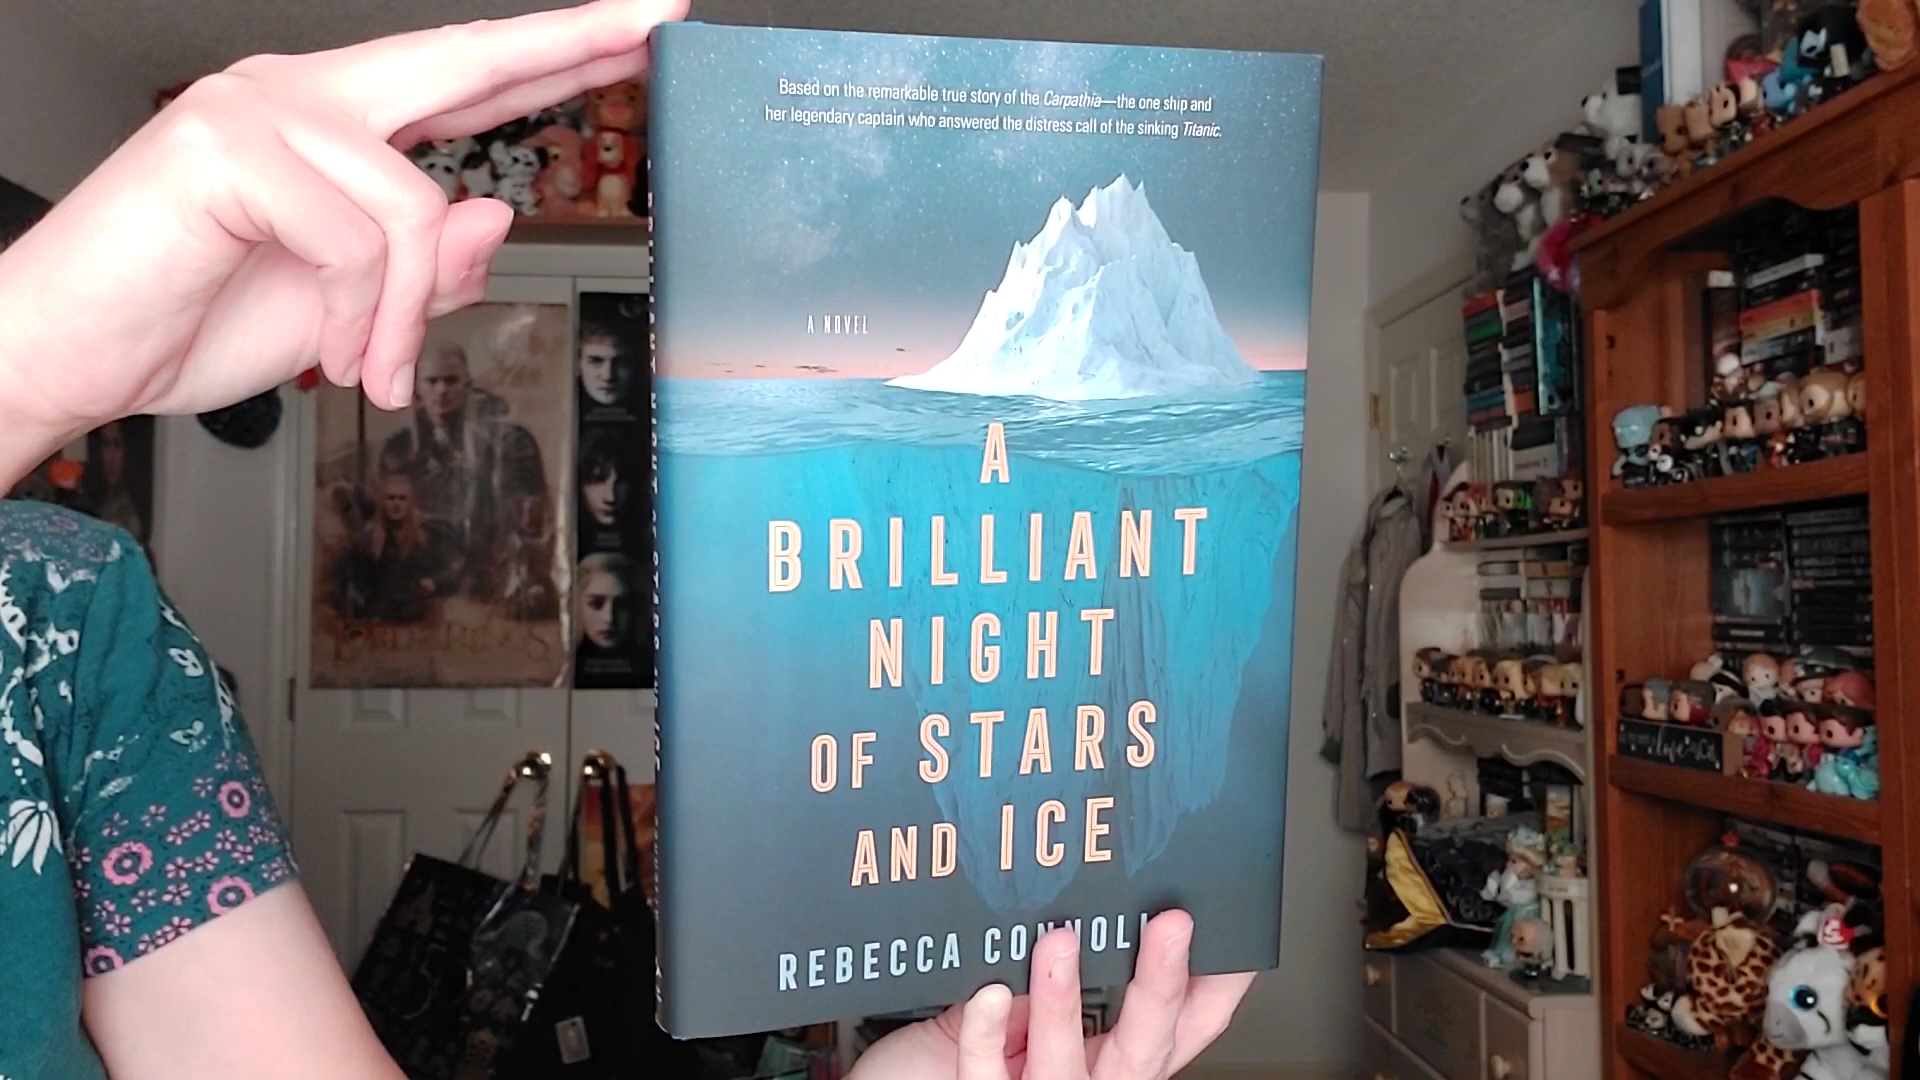 Based on the remarkable true story of the Carpathia—the one ship and
her legendary captain who answered the distress call of the sinking Titanic.
A NOVEL
A
BRILLIANT
NIGHT
OF STARS
AND ICE
REBECCA